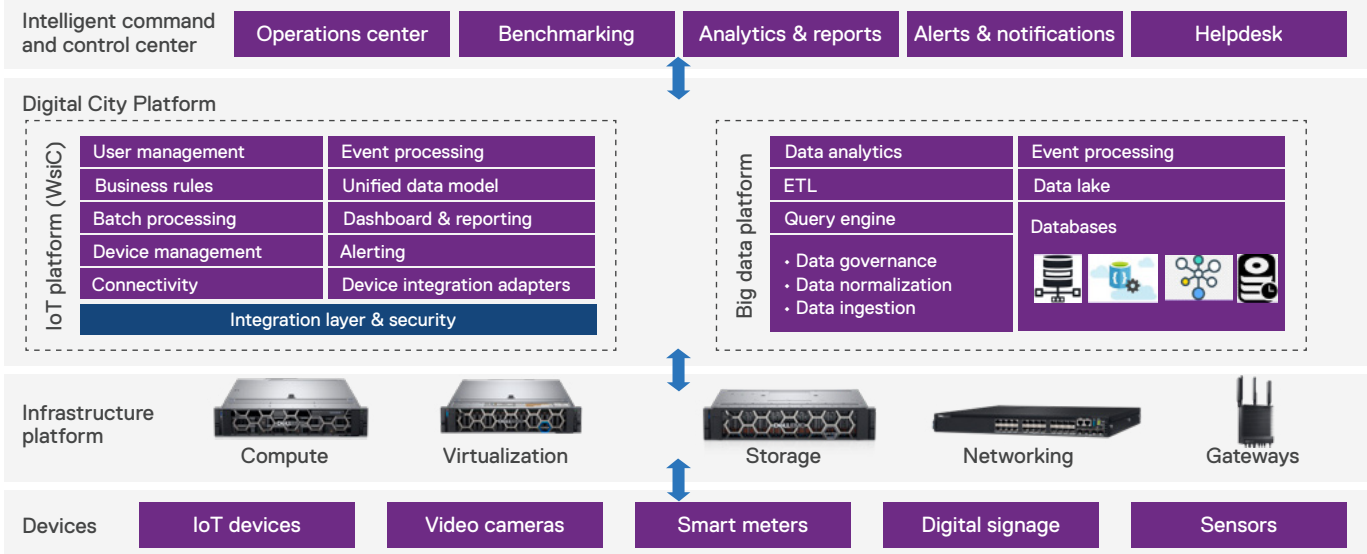 Intelligent command
and control center
Operations center
Benchmarking
Analytics & reports
Alerts & notifications
Helpdesk
Digital City Platform
IoT platform (WsiC)
User management
Event processing
Business rules
Unified data model
Batch processing
Dashboard & reporting
Device management
Alerting
Connectivity
Device integration adapters
Integration layer & security
Big data platform
Data analytics
Event processing
ETL
Data lake
Query engine
Databases
• Data governance
• Data normalization
• Data ingestion
Infrastructure
platform
Compute
Virtualization
Storage
Networking
Gateways
Devices
IoT devices
Video cameras
Smart meters
Digital signage
Sensors